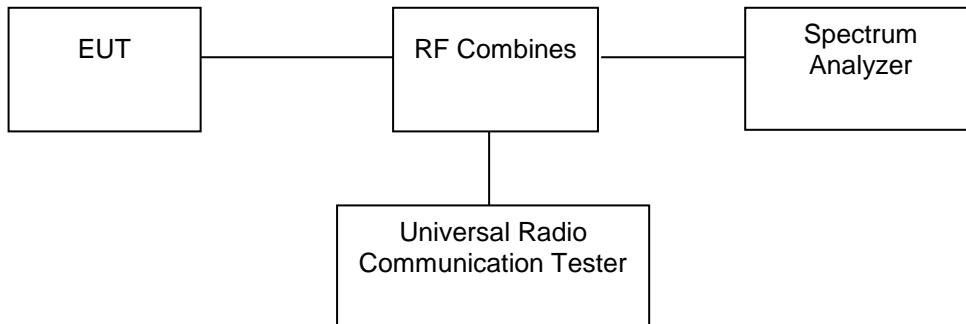 EUT
RF Combines
Spectrum
Analyzer
Universal Radio
Communication Tester